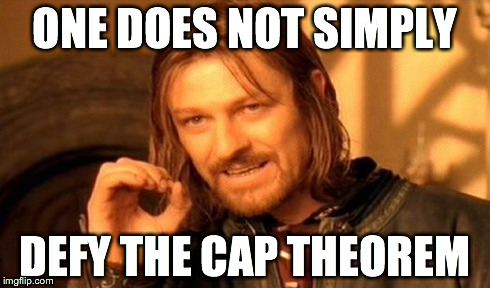 ONE DOES NOT SIMPLY
DEFY THE CAP THEOREM
imgflip.com